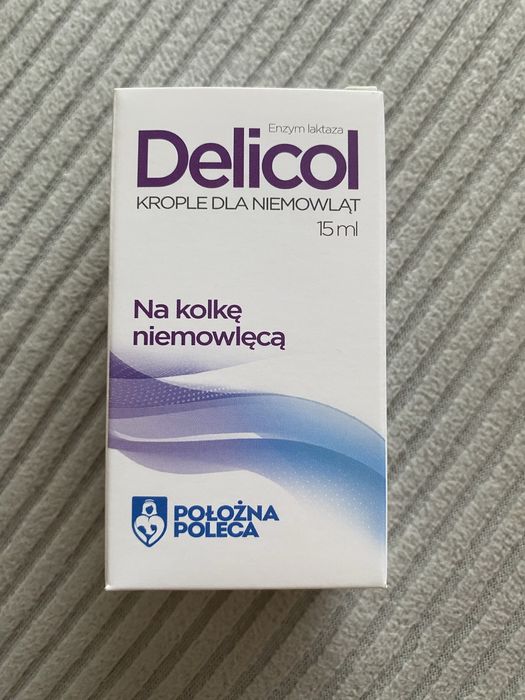 Enzym laktaza
Delicol
KROPLE DLA NIEMOWLĄT
15 ml
Na kolkę
niemowlęcą
POŁOŻNA
POLECA